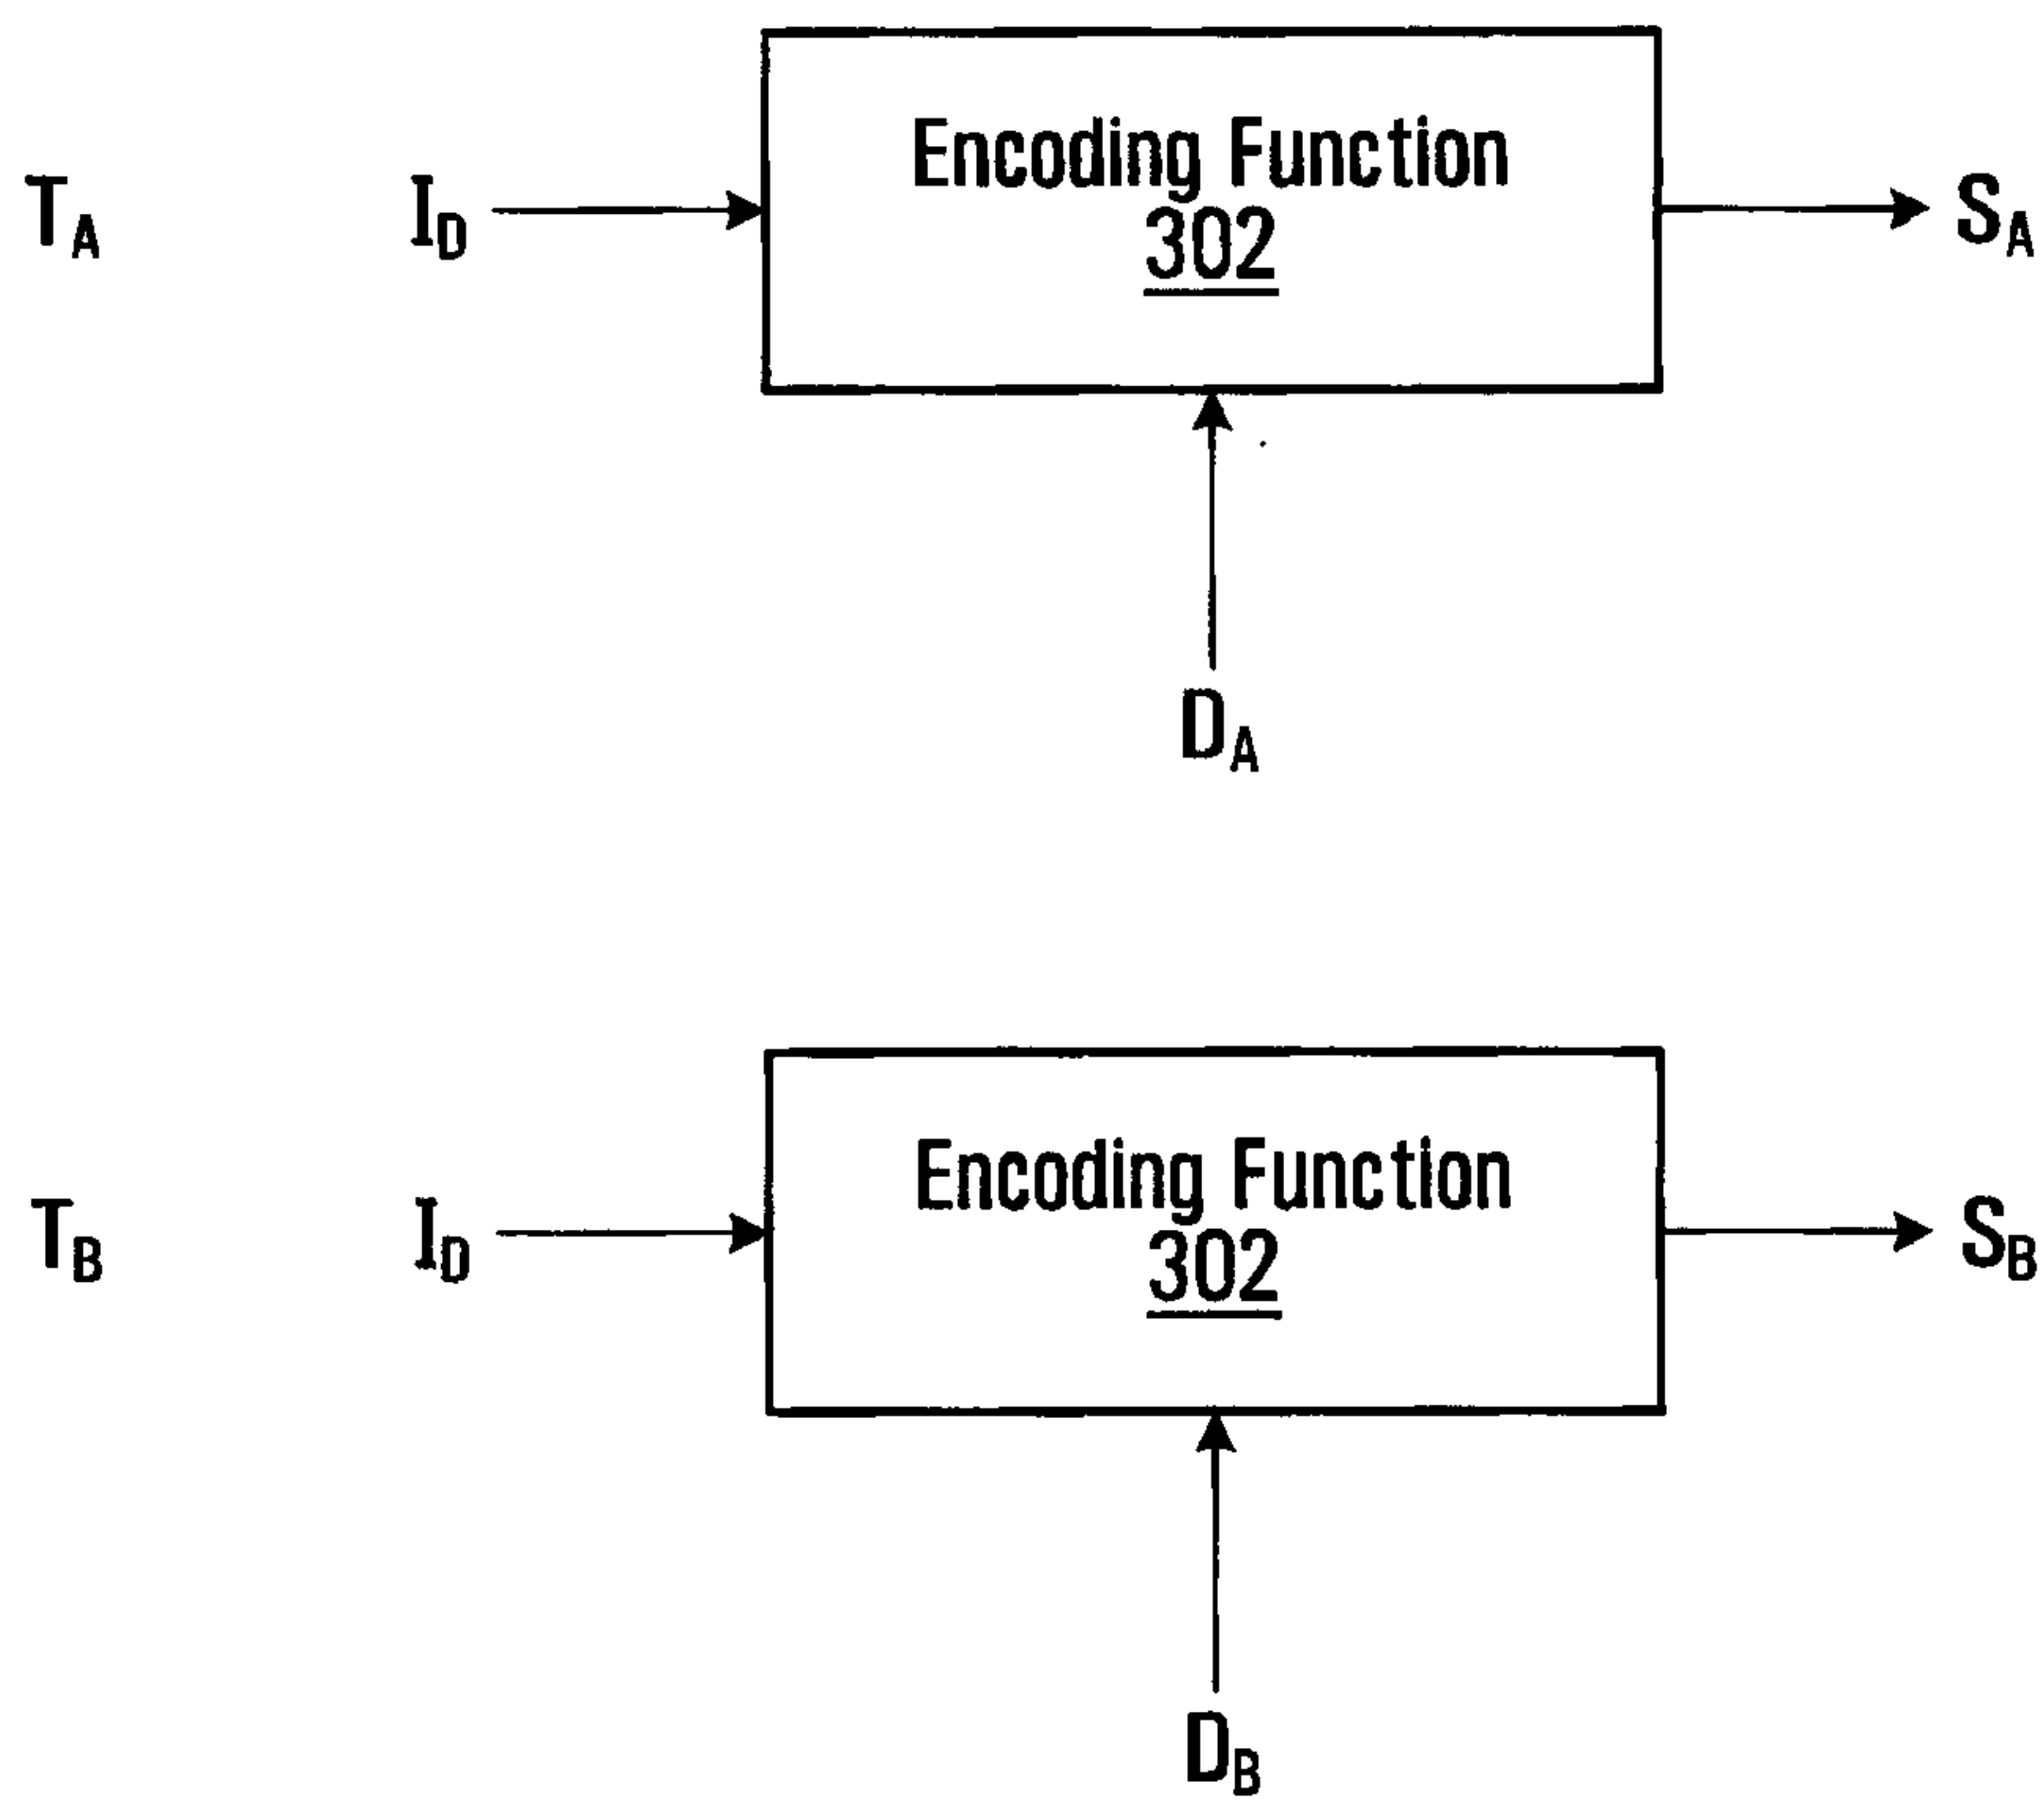 T_A I_D Encoding Function S_A
302
D_A
T_B I_D Encoding Function S_B
302
D_B